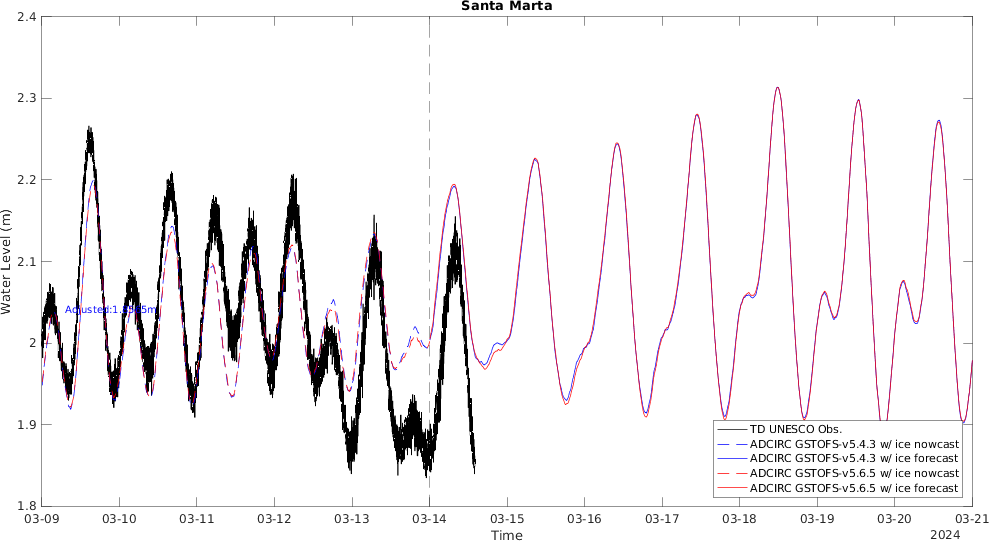 Santa Marta
2.4
2.3
2.2
2.1
2
1.9
1.8
Water Level (m)
TD UNESCO Obs.
ADCIRC GSTOFS-v5.4.3 w/ ice nowcast
ADCIRC GSTOFS-v5.4.3 w/ ice forecast
ADCIRC GSTOFS-v5.6.5 w/ ice nowcast
ADCIRC GSTOFS-v5.6.5 w/ ice forecast
03-09 03-10 03-11 03-12 03-13 03-14 03-15 03-16 03-17 03-18 03-19 03-20 03-21
Time
2024